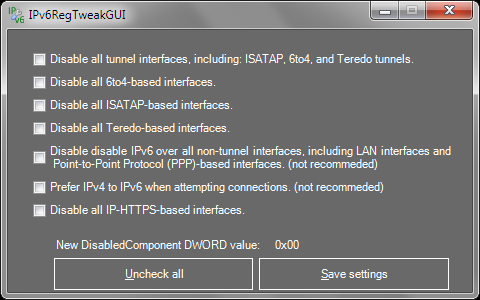 IPv6 IPv6RegTweakGUI
Disable all tunnel interfaces, including: ISATAP, 6to4, and Teredo tunnels.
Disable all 6to4-based interfaces.
Disable all ISATAP-based interfaces.
Disable all Teredo-based interfaces.
Disable disable IPv6 over all non-tunnel interfaces, including LAN interfaces and
Point-to-Point Protocol (PPP)-based interfaces. (not recommeded)
Prefer IPv4 to IPv6 when attempting connections. (not recommeded)
Disable all IP-HTTPS-based interfaces.
New DisabledComponent DWORD value: 0x00
Uncheck all
Save settings